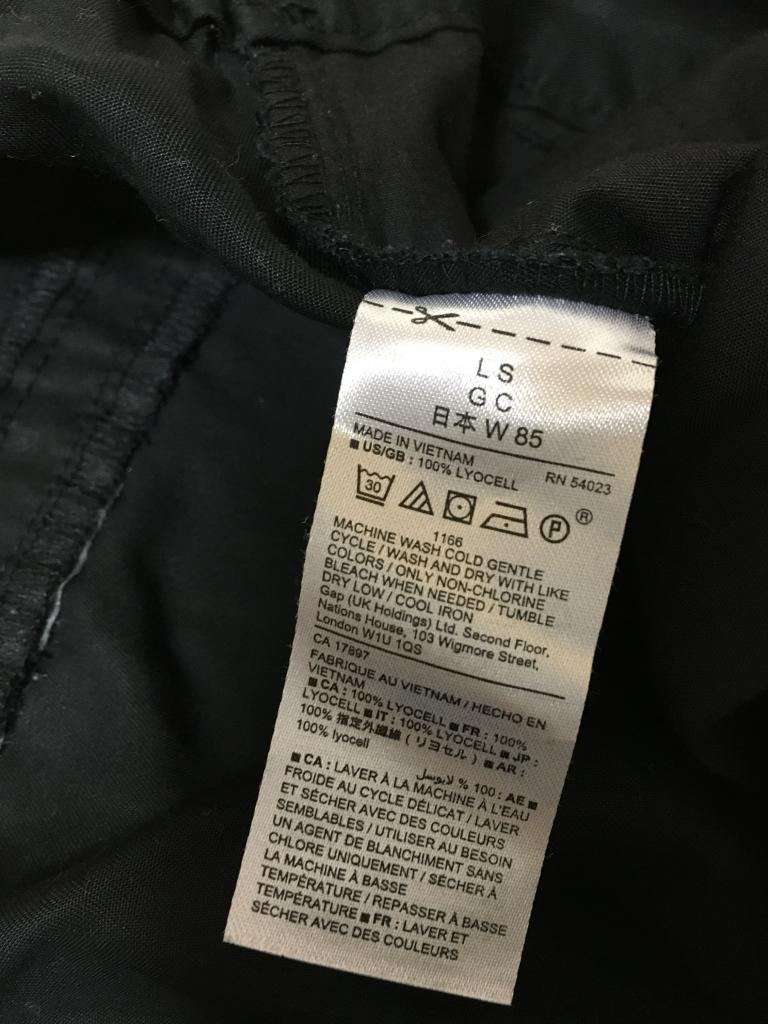 LS
GC
日本 W 85
MADE IN VIETNAM RN 54023
■ US/GB : 100% LYOCELL
30 P ®
1166
MACHINE WASH COLD GENTLE
CYCLE / WASH AND DRY WITH LIKE
COLORS / ONLY NON-CHLORINE
BLEACH WHEN NEEDED / TUMBLE
DRY LOW / COOL IRON
Gap (UK Holdings) Ltd. Second Floor,
Nations House, 103 Wigmore Street,
London W1U 1QS
CA 17897
FABRIQUE AU VIETNAM / HECHO EN
VIETNAM
■ CA : 100% LYOCELL ■ FR : 100%
LYOCELL ■ IT : 100% LYOCELL ■ JP :
100% 指定外繊維 ( リヨセル ) ■ AR :
100% lyocell
■ AE : 100 % لايوسل
■ CA : LAVER À LA MACHINE À L'EAU
FROIDE AU CYCLE DÉLICAT / LAVER
ET SÉCHER AVEC DES COULEURS
SEMBLABLES / UTILISER AU BESOIN
UN AGENT DE BLANCHIMENT SANS
CHLORE UNIQUEMENT / SÉCHER À
LA MACHINE À BASSE
TEMPÉRATURE / REPASSER À BASSE
TEMPÉRATURE ■ FR : LAVER ET
SÉCHER AVEC DES COULEURS